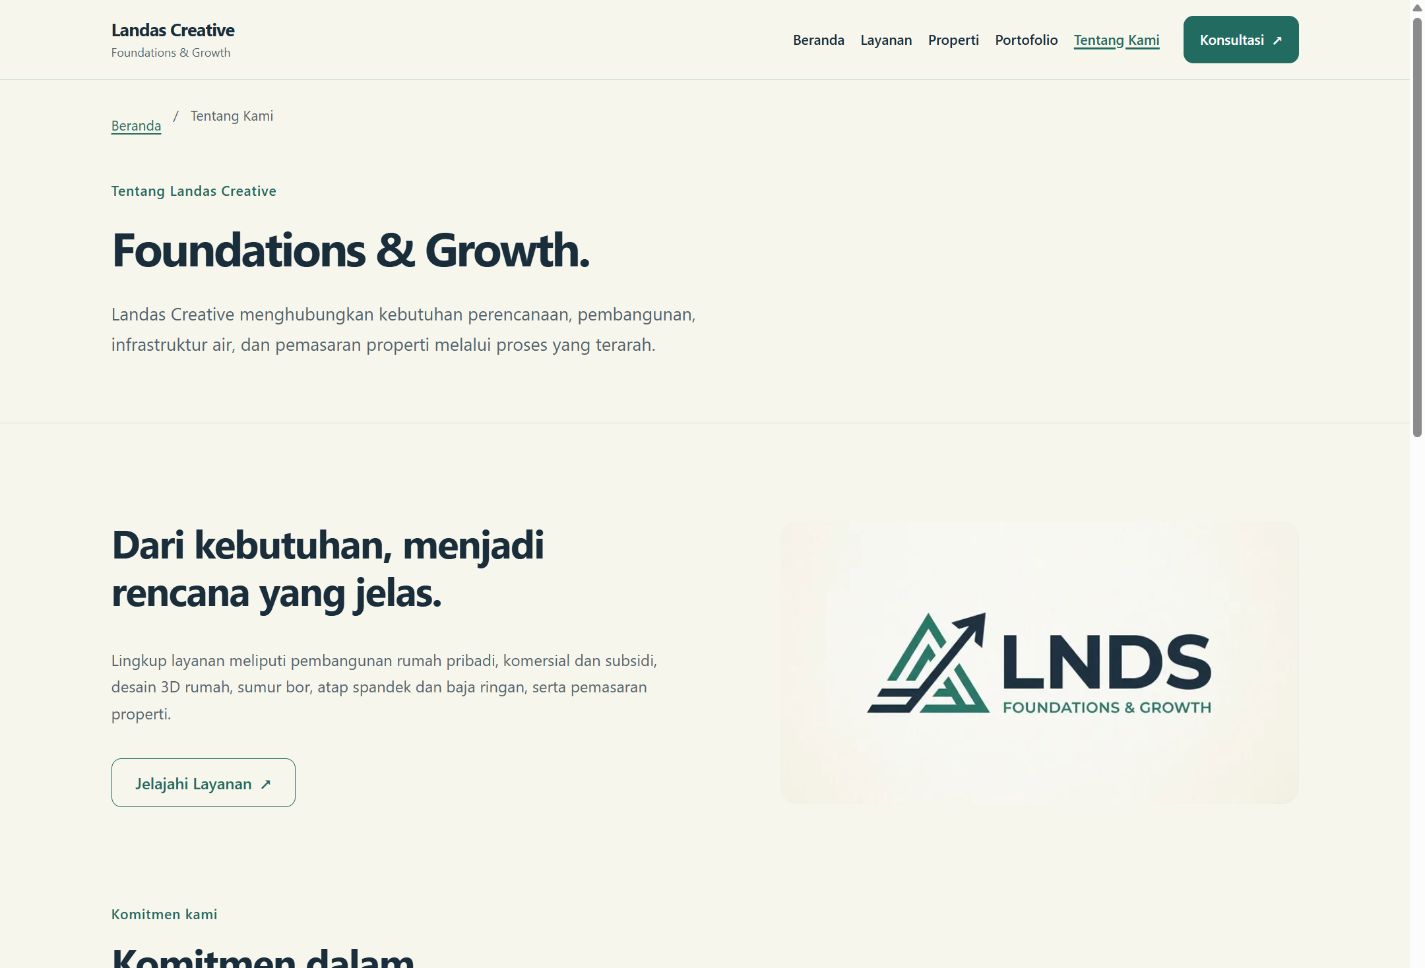 Landas Creative
Foundations & Growth
Beranda Layanan Properti Portofolio Tentang Kami Konsultasi ↗
Beranda / Tentang Kami
Tentang Landas Creative
Foundations & Growth.
Landas Creative menghubungkan kebutuhan perencanaan, pembangunan,
infrastruktur air, dan pemasaran properti melalui proses yang terarah.
Dari kebutuhan, menjadi
rencana yang jelas.
Lingkup layanan meliputi pembangunan rumah pribadi, komersial dan subsidi,
desain 3D rumah, sumur bor, atap spandek dan baja ringan, serta pemasaran
properti.
Jelajahi Layanan ↗
LNDS
FOUNDATIONS & GROWTH
Komitmen kami
Komitmen dalam